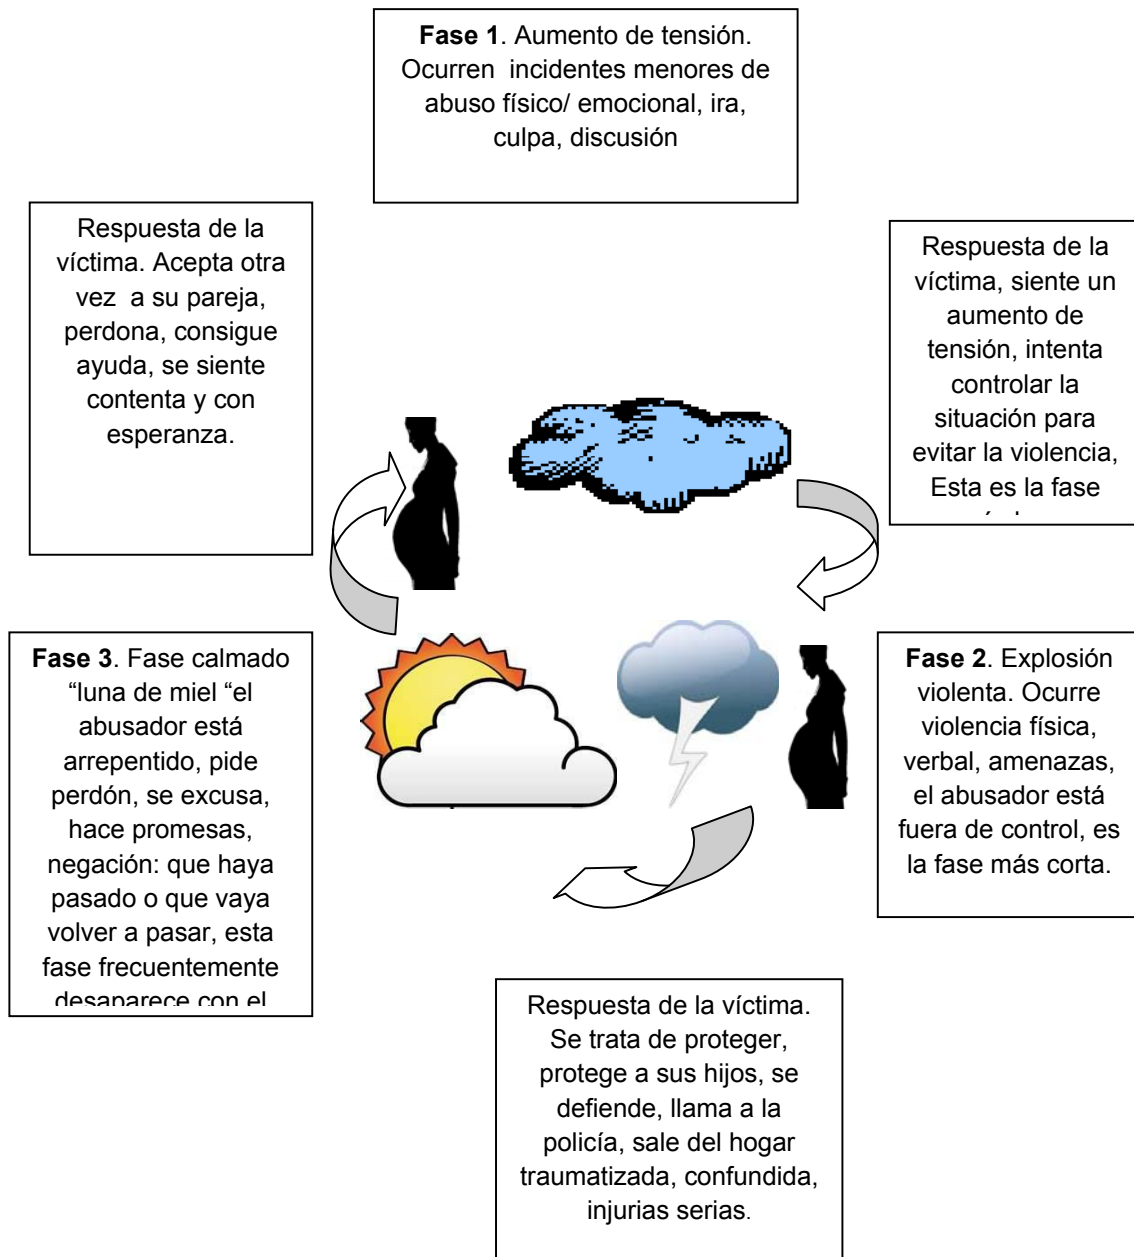 Fase 1. Aumento de tensión.
Ocurren incidentes menores de
abuso físico/ emocional, ira,
culpa, discusión
Respuesta de la
víctima. Acepta otra
vez a su pareja,
perdona, consigue
ayuda, se siente
contenta y con
esperanza.
Respuesta de la
víctima, siente un
aumento de
tensión, intenta
controlar la
situación para
evitar la violencia,
Esta es la fase
Fase 3. Fase calmado
“luna de miel “el
abusador está
arrepentido, pide
perdón, se excusa,
hace promesas,
negación: que haya
pasado o que vaya
volver a pasar, esta
fase frecuentemente
desaparece con el
Fase 2. Explosión
violenta. Ocurre
violencia física,
verbal, amenazas,
el abusador está
fuera de control, es
la fase más corta.
Respuesta de la víctima.
Se trata de proteger,
protege a sus hijos, se
defiende, llama a la
policía, sale del hogar
traumatizada, confundida,
injurias serias.